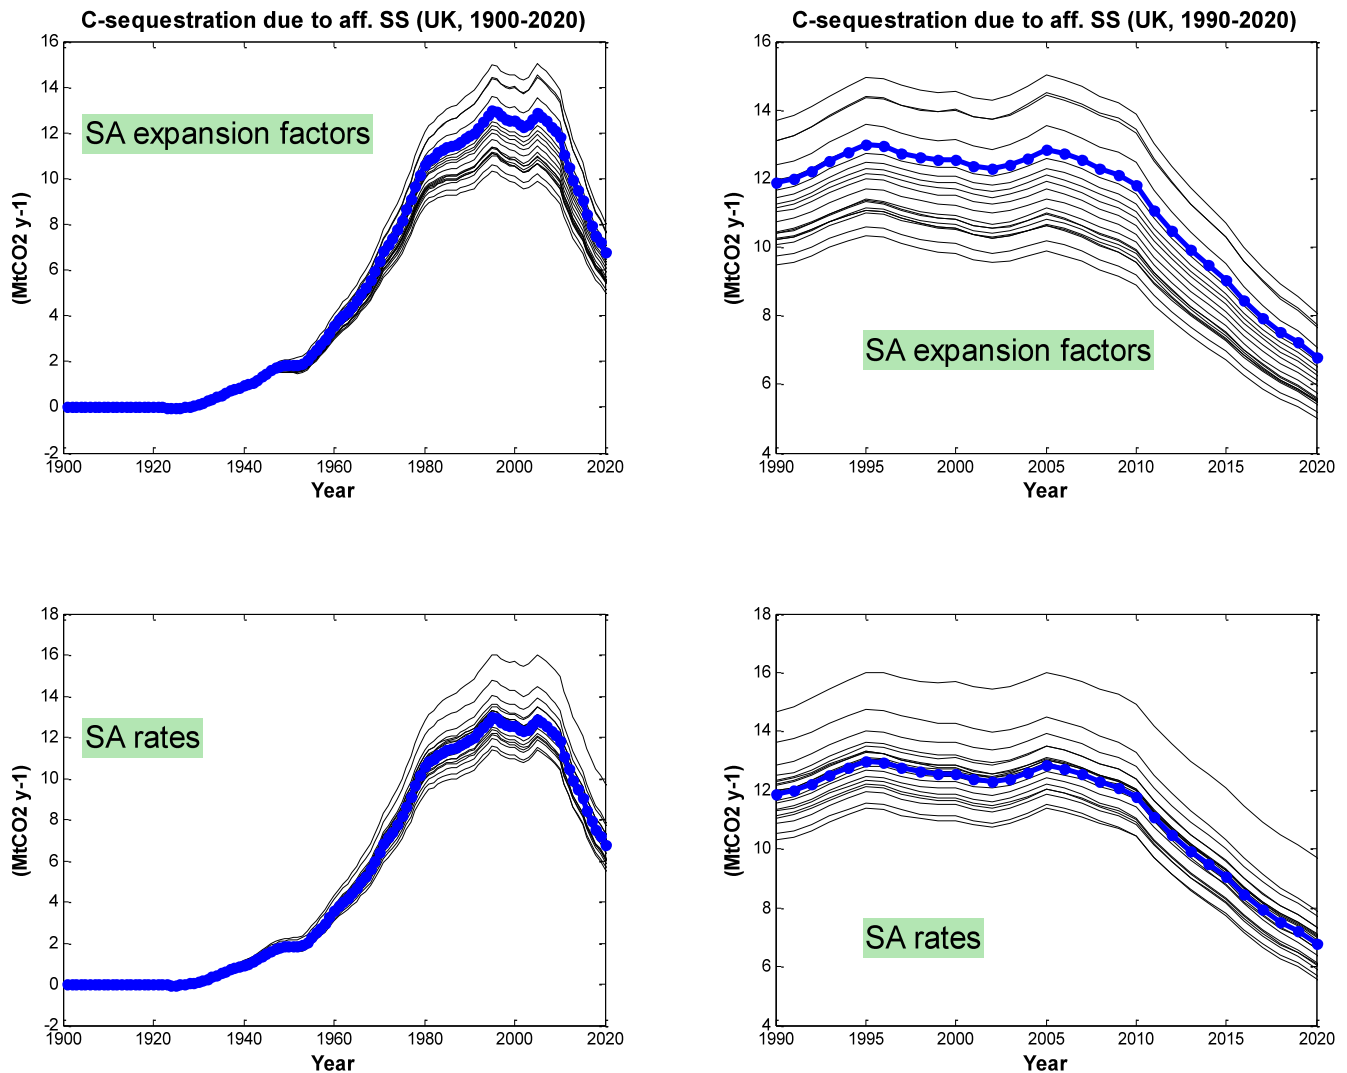 C-sequestration due to aff. SS (UK, 1900-2020)
16
14
12
10
8
6
4
2
0
-2
(MtCO2 y-1)
SA expansion factors
1900 1920 1940 1960 1980 2000 2020
Year
C-sequestration due to aff. SS (UK, 1990-2020)
16
14
12
10
8
6
4
(MtCO2 y-1)
SA expansion factors
1990 1995 2000 2005 2010 2015 2020
Year
18
16
14
12
10
8
6
4
2
0
-2
(MtCO2 y-1)
SA rates
1900 1920 1940 1960 1980 2000 2020
Year
18
16
14
12
10
8
6
4
(MtCO2 y-1)
SA rates
1990 1995 2000 2005 2010 2015 2020
Year